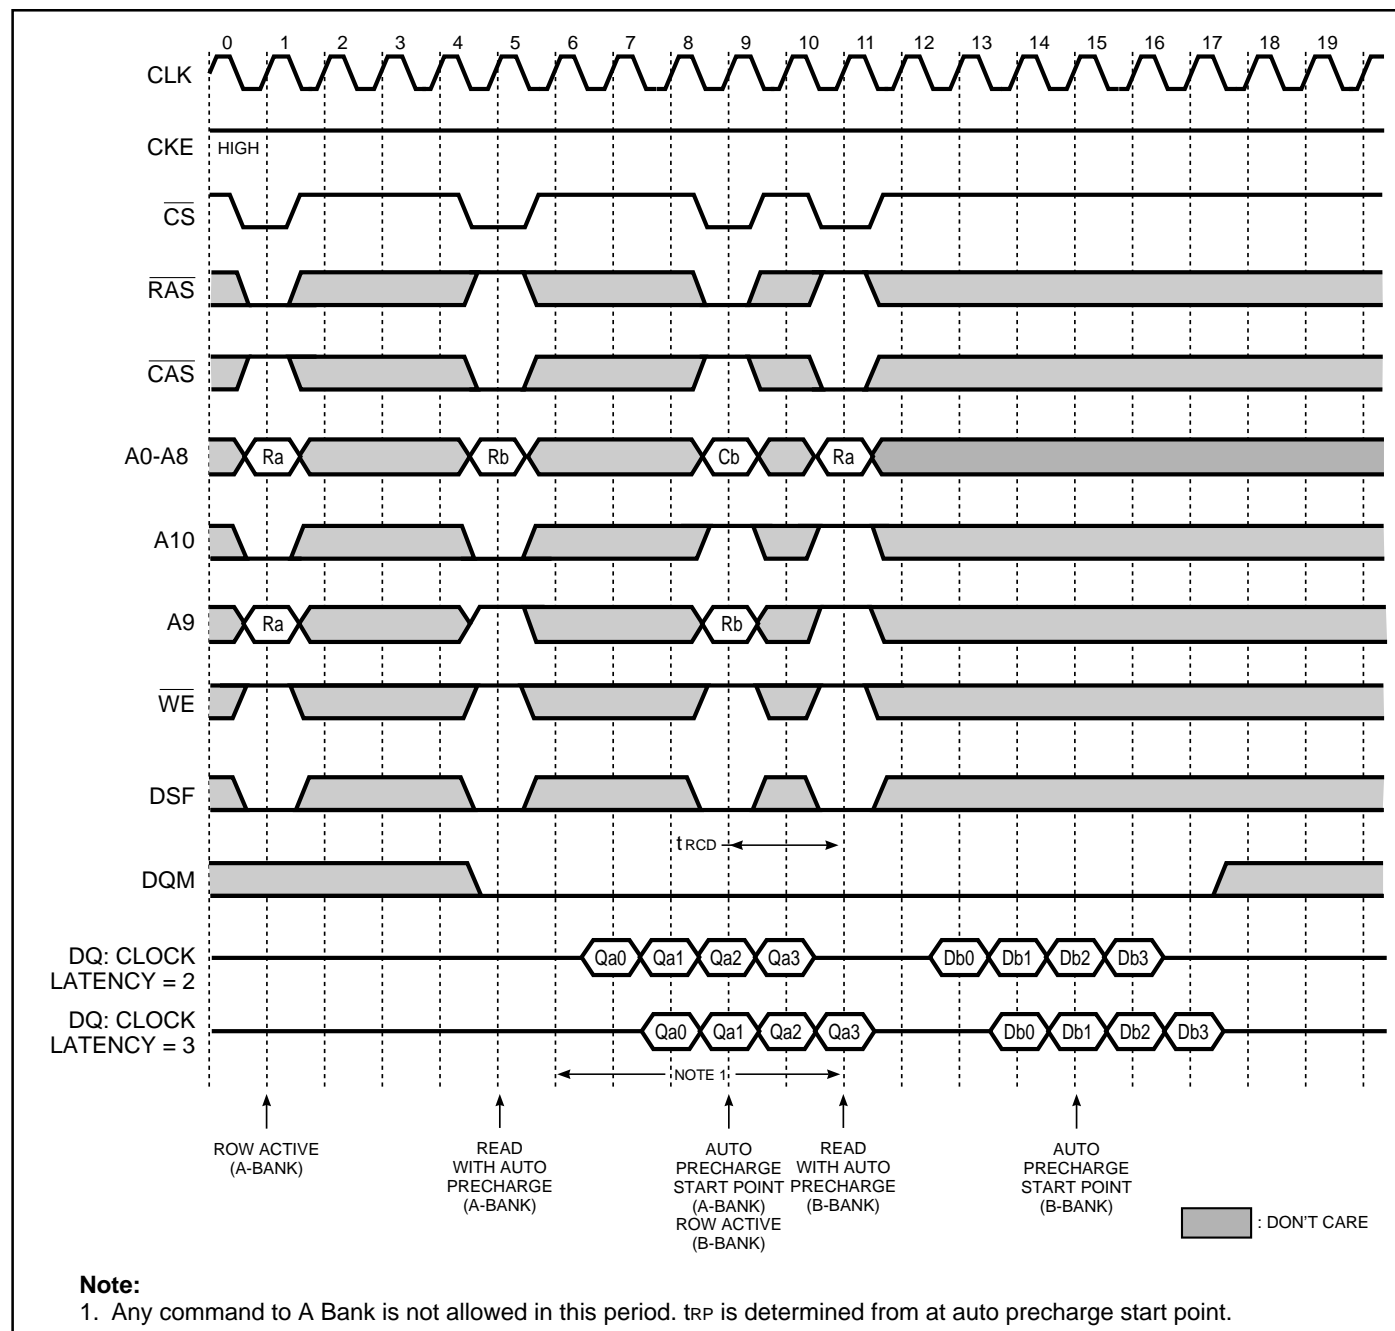 0 1 2 3 4 5 6 7 8 9 10 11 12 13 14 15 16 17 18 19
CLK
CKE HIGH
CS
RAS
CAS
A0-A8 Ra Rb Cb Ra
A10
A9 Ra Rb
WE
DSF
tRCD
DQM
DQ: CLOCK
LATENCY = 2
Qa0 Qa1 Qa2 Qa3 Db0 Db1 Db2 Db3
DQ: CLOCK
LATENCY = 3
Qa0 Qa1 Qa2 Qa3 Db0 Db1 Db2 Db3
NOTE 1
ROW ACTIVE
(A-BANK)
READ
WITH AUTO
PRECHARGE
(A-BANK)
AUTO
PRECHARGE
START POINT
(A-BANK)
ROW ACTIVE
(B-BANK)
READ
WITH AUTO
PRECHARGE
(B-BANK)
AUTO
PRECHARGE
START POINT
(B-BANK)
: DON'T CARE
Note:
1. Any command to A Bank is not allowed in this period. tRP is determined from at auto precharge start point.